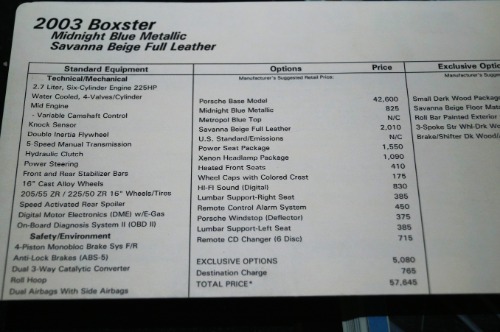 2003 Boxster
Midnight Blue Metallic
Savanna Beige Full Leather
Standard Equipment
Technical/Mechanical
2.7 Liter, Six-Cylinder Engine 225HP
Water Cooled, 4-Valves/Cylinder
Mid Engine
- Variable Camshaft Control
Knock Sensor
Double Inertia Flywheel
5-Speed Manual Transmission
Hydraulic Clutch
Power Steering
Front and Rear Stabilizer Bars
16" Cast Alloy Wheels
205/55 ZR / 225/50 ZR 16" Wheels/Tires
Speed Activated Rear Spoiler
Digital Motor Electronics (DME) w/E-Gas
On-Board Diagnosis System II (OBD II)
Safety/Environment
4-Piston Monobloc Brake Sys F/R
Anti-Lock Brakes (ABS-5)
Dual 3-Way Catalytic Converter
Roll Hoop
Dual Airbags With Side Airbags
Options Price
Manufacturer's Suggested Retail Price
Porsche Base Model 42,600
Midnight Blue Metallic 825
Metropol Blue Top N/C
Savanna Beige Full Leather 2,010
U.S. Standard/Emissions N/C
Power Seat Package 1,550
Xenon Headlamp Package 1,090
Heated Front Seats 410
Wheel Caps with Colored Crest 175
Hi-Fi Sound (Digital) 830
Lumbar Support-Right Seat 385
Remote Control Alarm System 450
Porsche Windstop (Deflector) 375
Lumbar Support-Left Seat 385
Remote CD Changer (6 Disc) 715
EXCLUSIVE OPTIONS 5,080
Destination Charge 765
TOTAL PRICE* 57,645
Exclusive Optio
Manufacturer's Sugges
Small Dark Wood Package
Savanna Beige Floor Mats
Roll Bar Painted Exterior
3-Spoke Str Whl-Drk Wo
Brake/Shifter Dk Wood/